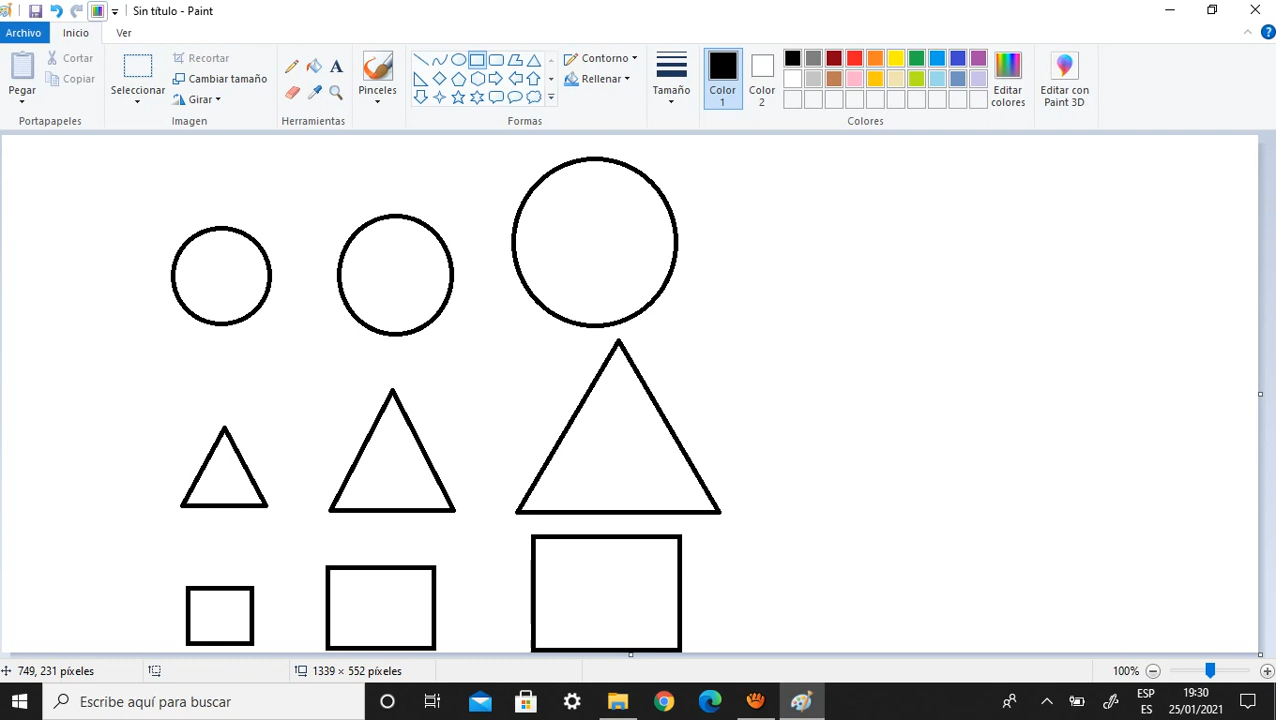 Sin título - Paint
Archivo Inicio Ver
Pegar Cortar Copiar Seleccionar Recortar Cambiar tamaño Girar Pinceles Contorno Rellenar Tamaño Color 1 Color 2 Editar colores Editar con Paint 3D
Portapapeles Imagen Herramientas Formas Colores
749, 231 píxeles 1339 × 552 píxeles 100%
Escribe aquí para buscar ESP 19:30
ES 25/01/2021